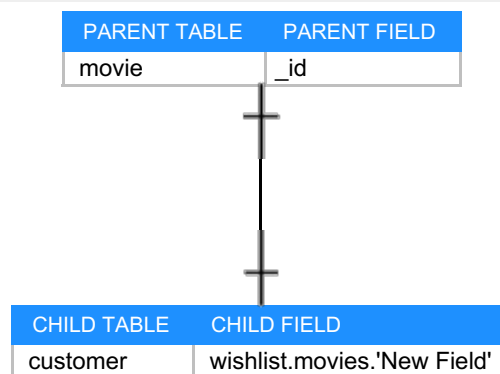 PARENT TABLE PARENT FIELD
movie _id
CHILD TABLE CHILD FIELD
customer wishlist.movies.'New Field'